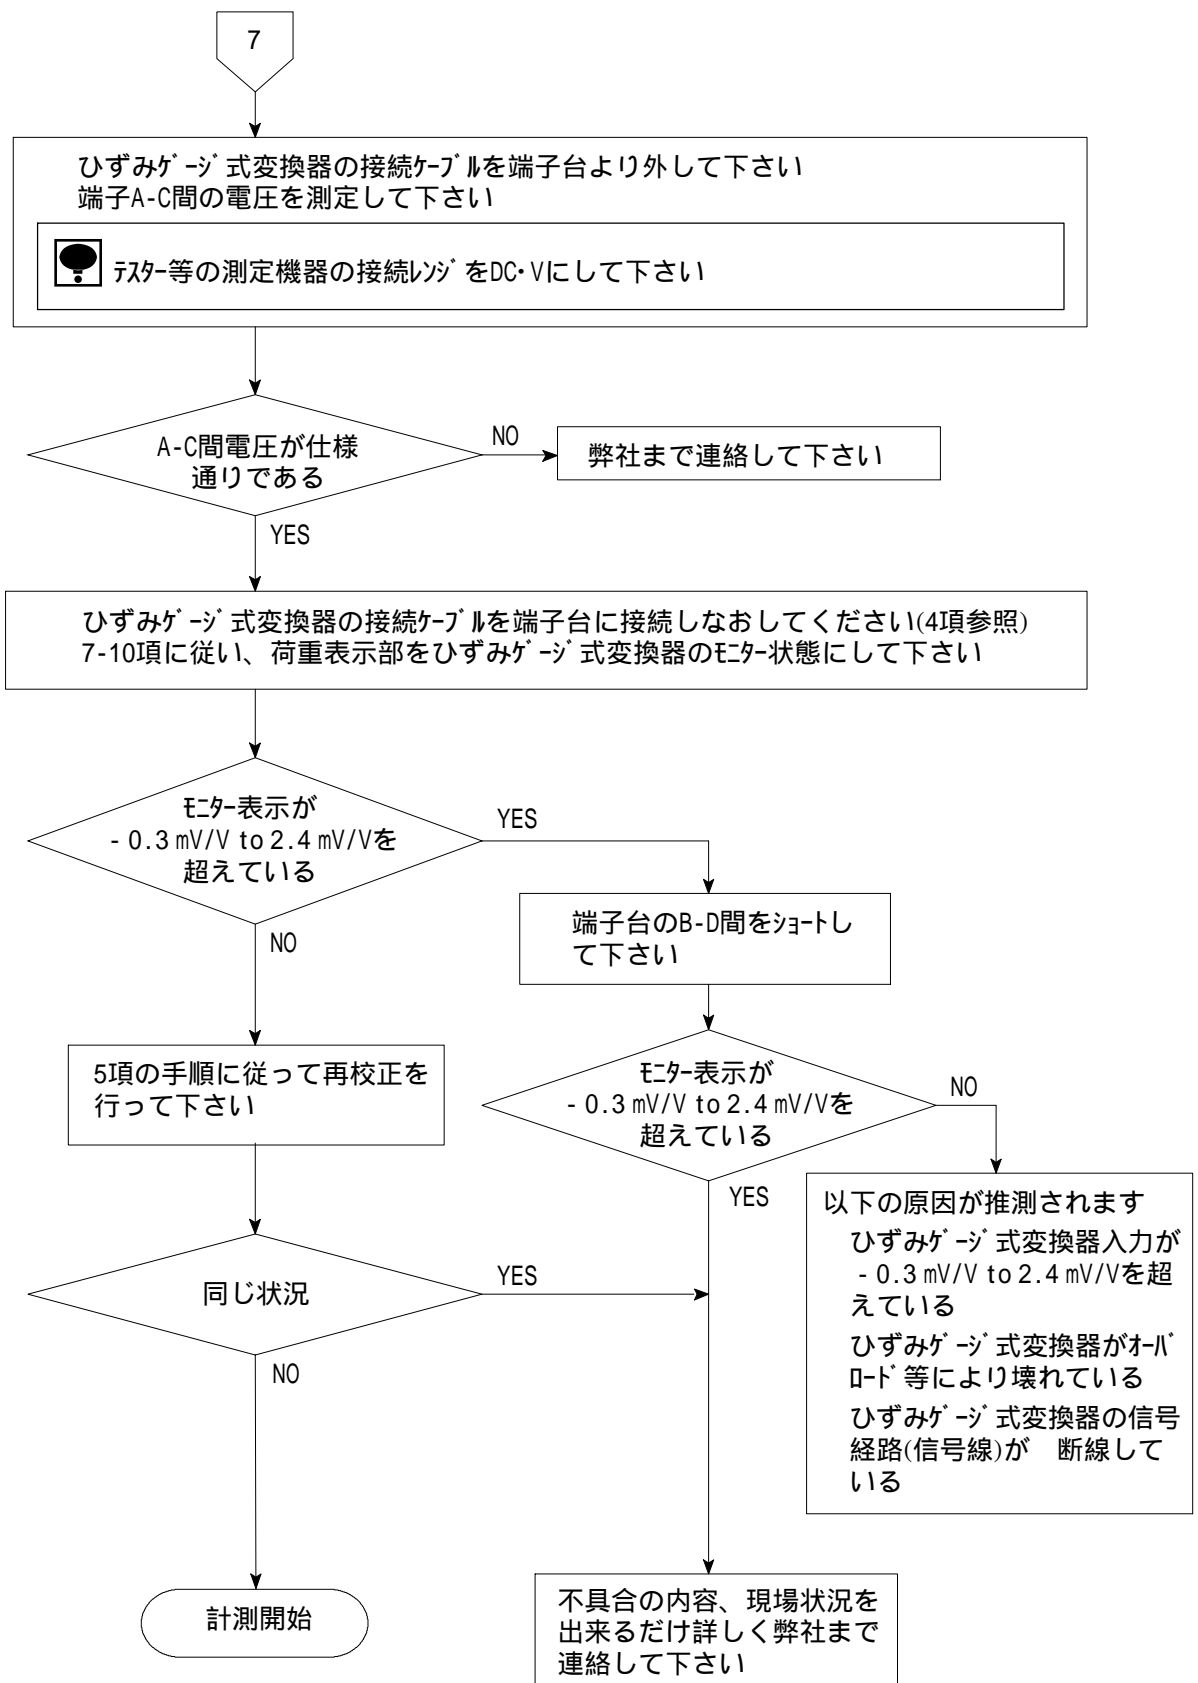 7
ひずみｹﾞｰｼﾞ式変換器の接続ｹｰﾌﾞﾙを端子台より外して下さい
端子A-C間の電圧を測定して下さい
ﾃｽﾀｰ等の測定機器の接続ﾚﾝｼﾞをDC･Vにして下さい
A-C間電圧が仕様
通りである
NO
弊社まで連絡して下さい
YES
ひずみｹﾞｰｼﾞ式変換器の接続ｹｰﾌﾞﾙを端子台に接続しなおしてください(4項参照)
7-10項に従い、荷重表示部をひずみｹﾞｰｼﾞ式変換器のﾓﾆﾀｰ状態にして下さい
ﾓﾆﾀｰ表示が
- 0.3 mV/V to 2.4 mV/Vを
超えている
YES
NO
端子台のB-D間をｼｮｰﾄし
て下さい
5項の手順に従って再校正を
行って下さい
ﾓﾆﾀｰ表示が
- 0.3 mV/V to 2.4 mV/Vを
超えている
NO
YES
以下の原因が推測されます
ひずみｹﾞｰｼﾞ式変換器入力が
- 0.3 mV/V to 2.4 mV/Vを超
えている
ひずみｹﾞｰｼﾞ式変換器がｵｰﾊﾞ
ﾛｰﾄﾞ等により壊れている
ひずみｹﾞｰｼﾞ式変換器の信号
経路(信号線)が　断線して
いる
同じ状況
YES
NO
計測開始
不具合の内容、現場状況を
出来るだけ詳しく弊社まで
連絡して下さい